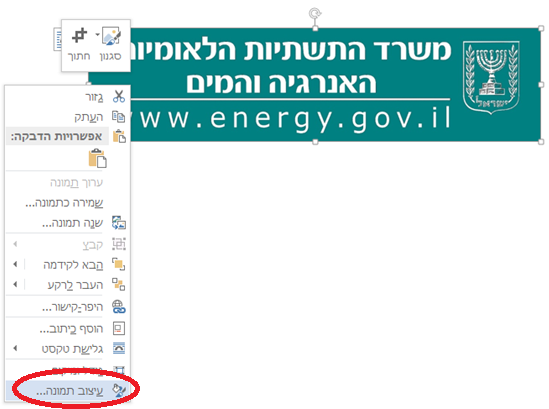 משרד התשתיות הלאומיות
האנרגיה והמים
www.energy.gov.il
ישראל
סגנון
חתוך
גזור
העתק
אפשרויות הדבקה:
ערוך תמונה
שמירה כתמונה...
שנה תמונה...
קבץ
הבא לקידמה
העבר לרקע
היפר-קישור...
הוסף כיתוב...
גלישת טקסט
עיצוב תמונה...